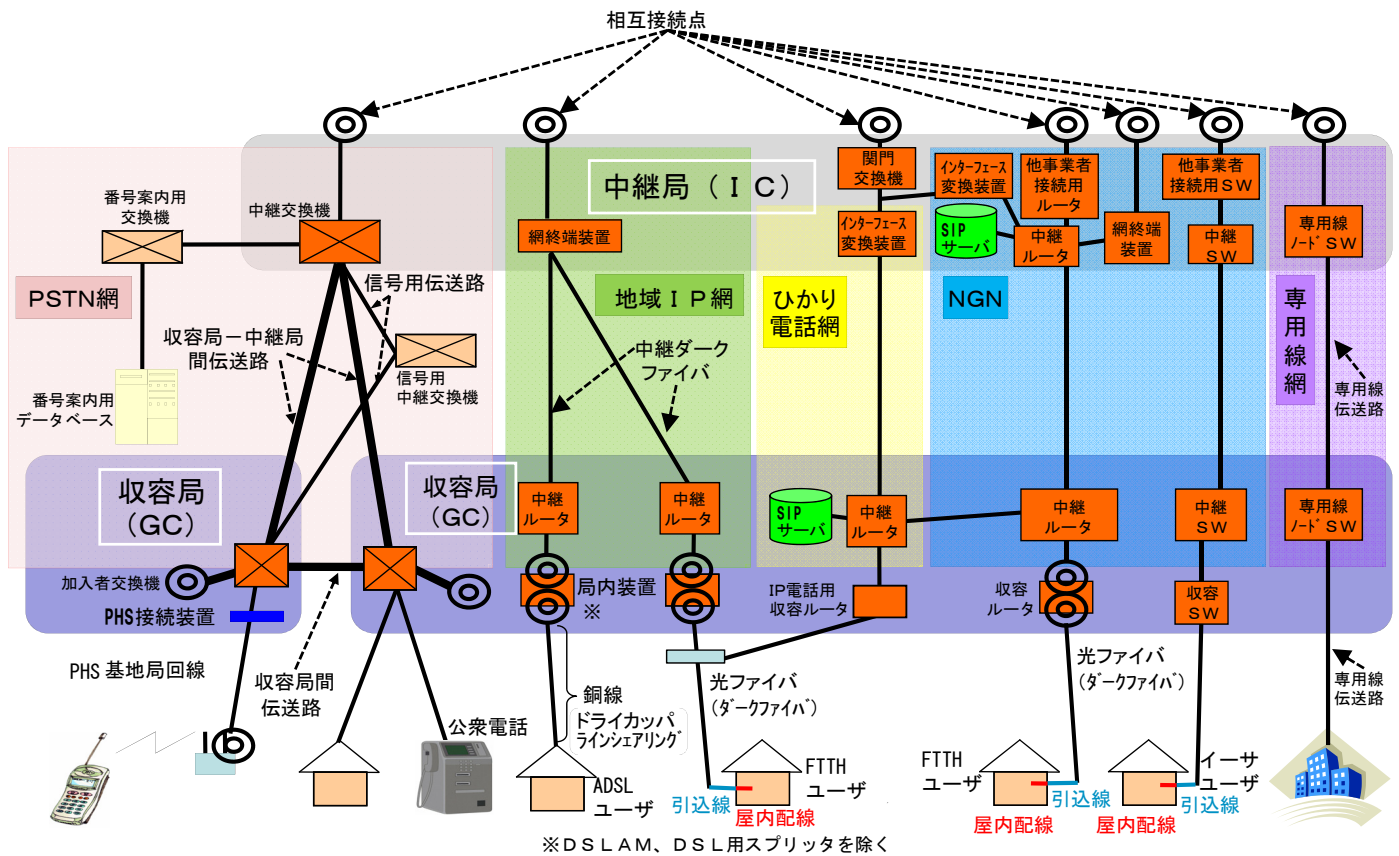 相互接続点
中継局（ＩＣ）
番号案内用
交換機
中継交換機
信号用伝送路
PSTN網
収容局－中継局
間伝送路
信号用
中継交換機
番号案内用
データベース
網終端装置
地域ＩＰ網
中継ダーク
ファイバ
関門
交換機
インターフェース
変換装置
ひかり
電話網
インターフェース
変換装置
他事業者
接続用
ルータ
SIP
サーバ
中継
ルータ
網終端
装置
他事業者
接続用ＳＷ
中継
ＳＷ
NGN
専用線
ﾉｰﾄﾞＳＷ
専
用
線
網
専用線
伝送路
収容局
（GC）
収容局
（GC）
中継
ルータ
中継
ルータ
SIP
サーバ
中継
ルータ
中継
ルータ
中継
ＳＷ
専用線
ﾉｰﾄﾞＳＷ
加入者交換機
PHS接続装置
局内装置
※
IP電話用
収容ルータ
収容
ルータ
収容
ＳＷ
PHS基地局回線
収容局間
伝送路
公衆電話
銅線
ドライカッパ
ラインシェアリング
光ファイバ
(ダークファイバ)
光ファイバ
(ダークファイバ)
専用線
伝送路
ADSL
ユーザ
引込線
屋内配線
FTTH
ユーザ
FTTH
ユーザ
引込線
屋内配線
イーサ
ユーザ
引込線
屋内配線
※ＤＳＬＡＭ、ＤＳＬ用スプリッタを除く